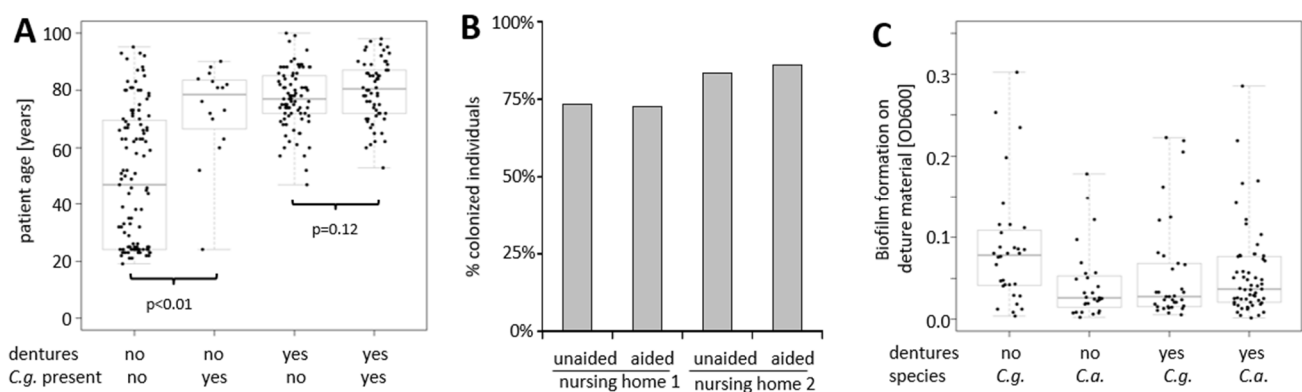 A
patient age [years]
100
80
60
40
20
0
p<0.01
p=0.12
dentures no no yes yes
C.g. present no yes no yes
B
% colonized individuals
100%
75%
50%
25%
0%
unaided aided unaided aided
nursing home 1 nursing home 2
C
Biofilm formation on
deture material [OD600]
0.3
0.2
0.1
0.0
dentures no no yes yes
species C.g. C.a. C.g. C.a.